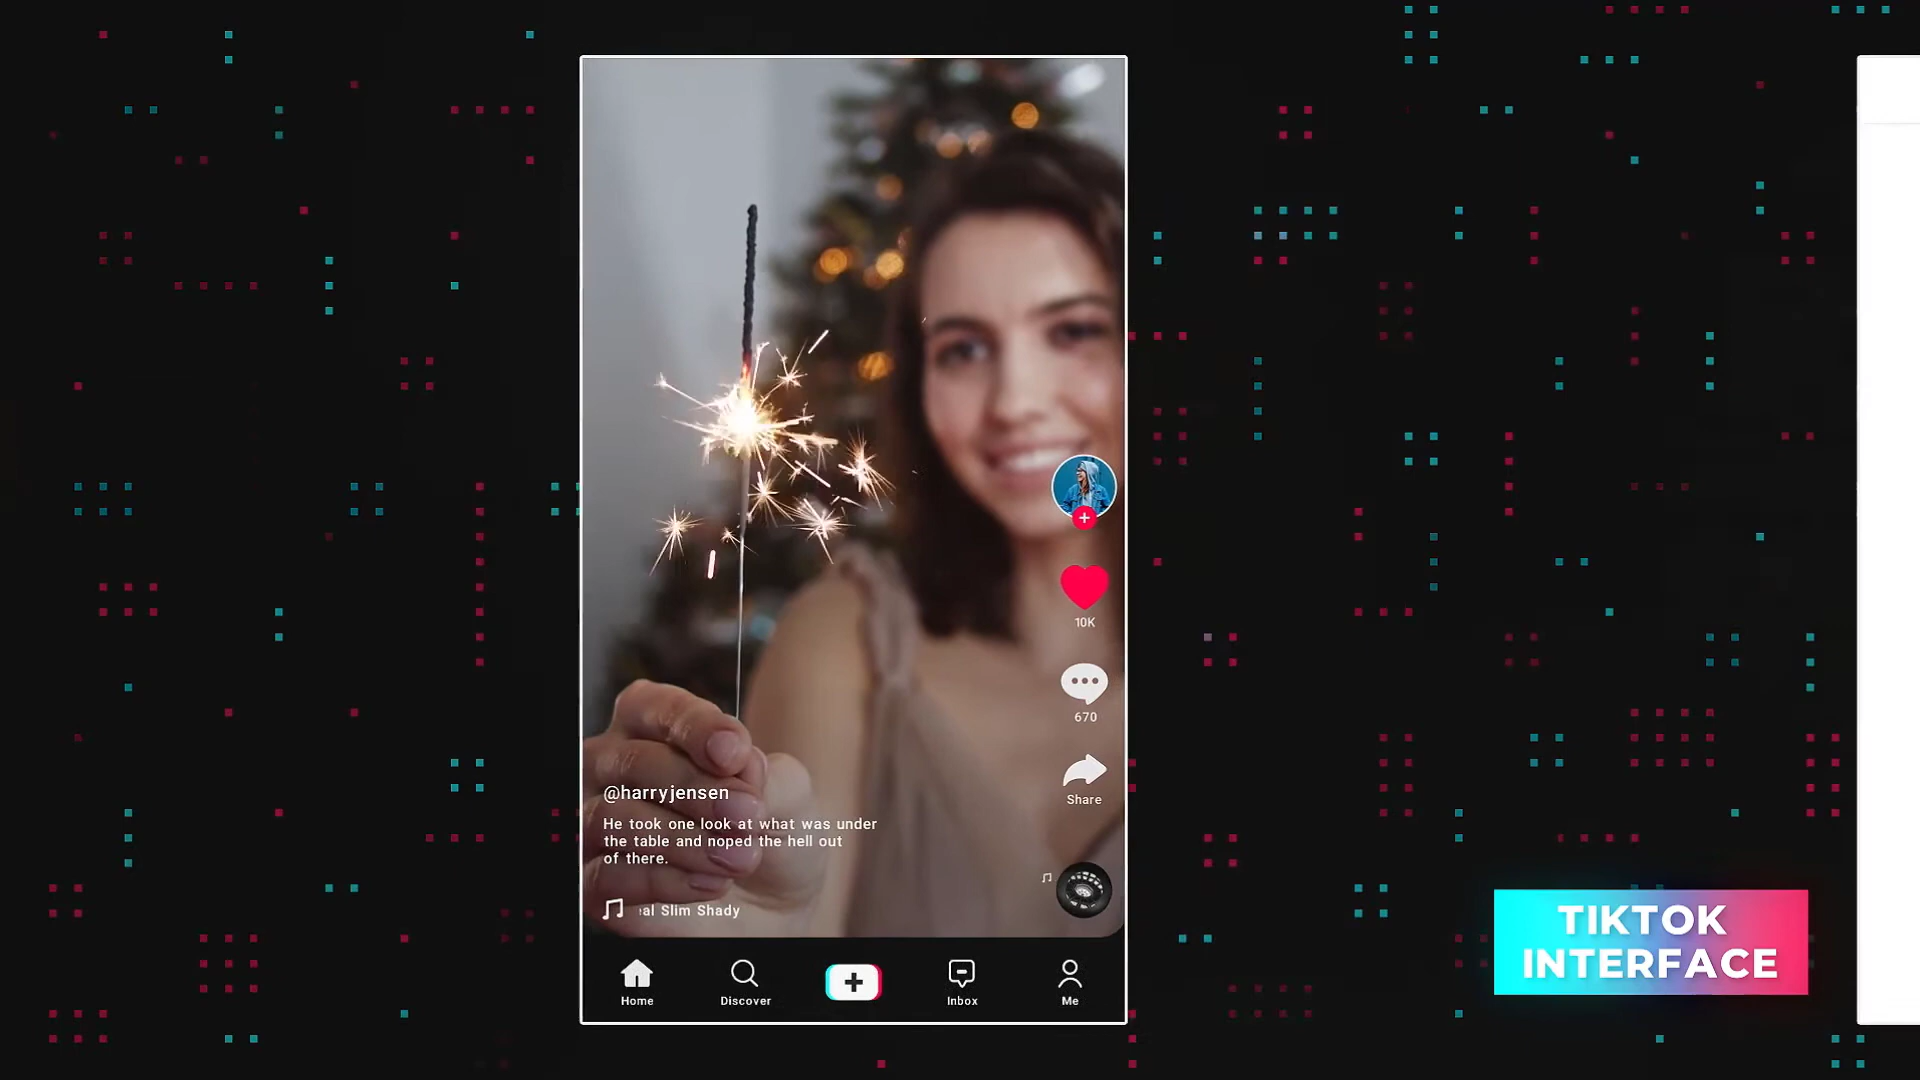 10K
670
Share
@harryjensen
He took one look at what was under
the table and noped the hell out
of there.
al Slim Shady
Home
Discover
Inbox
Me
TIKTOK
INTERFACE